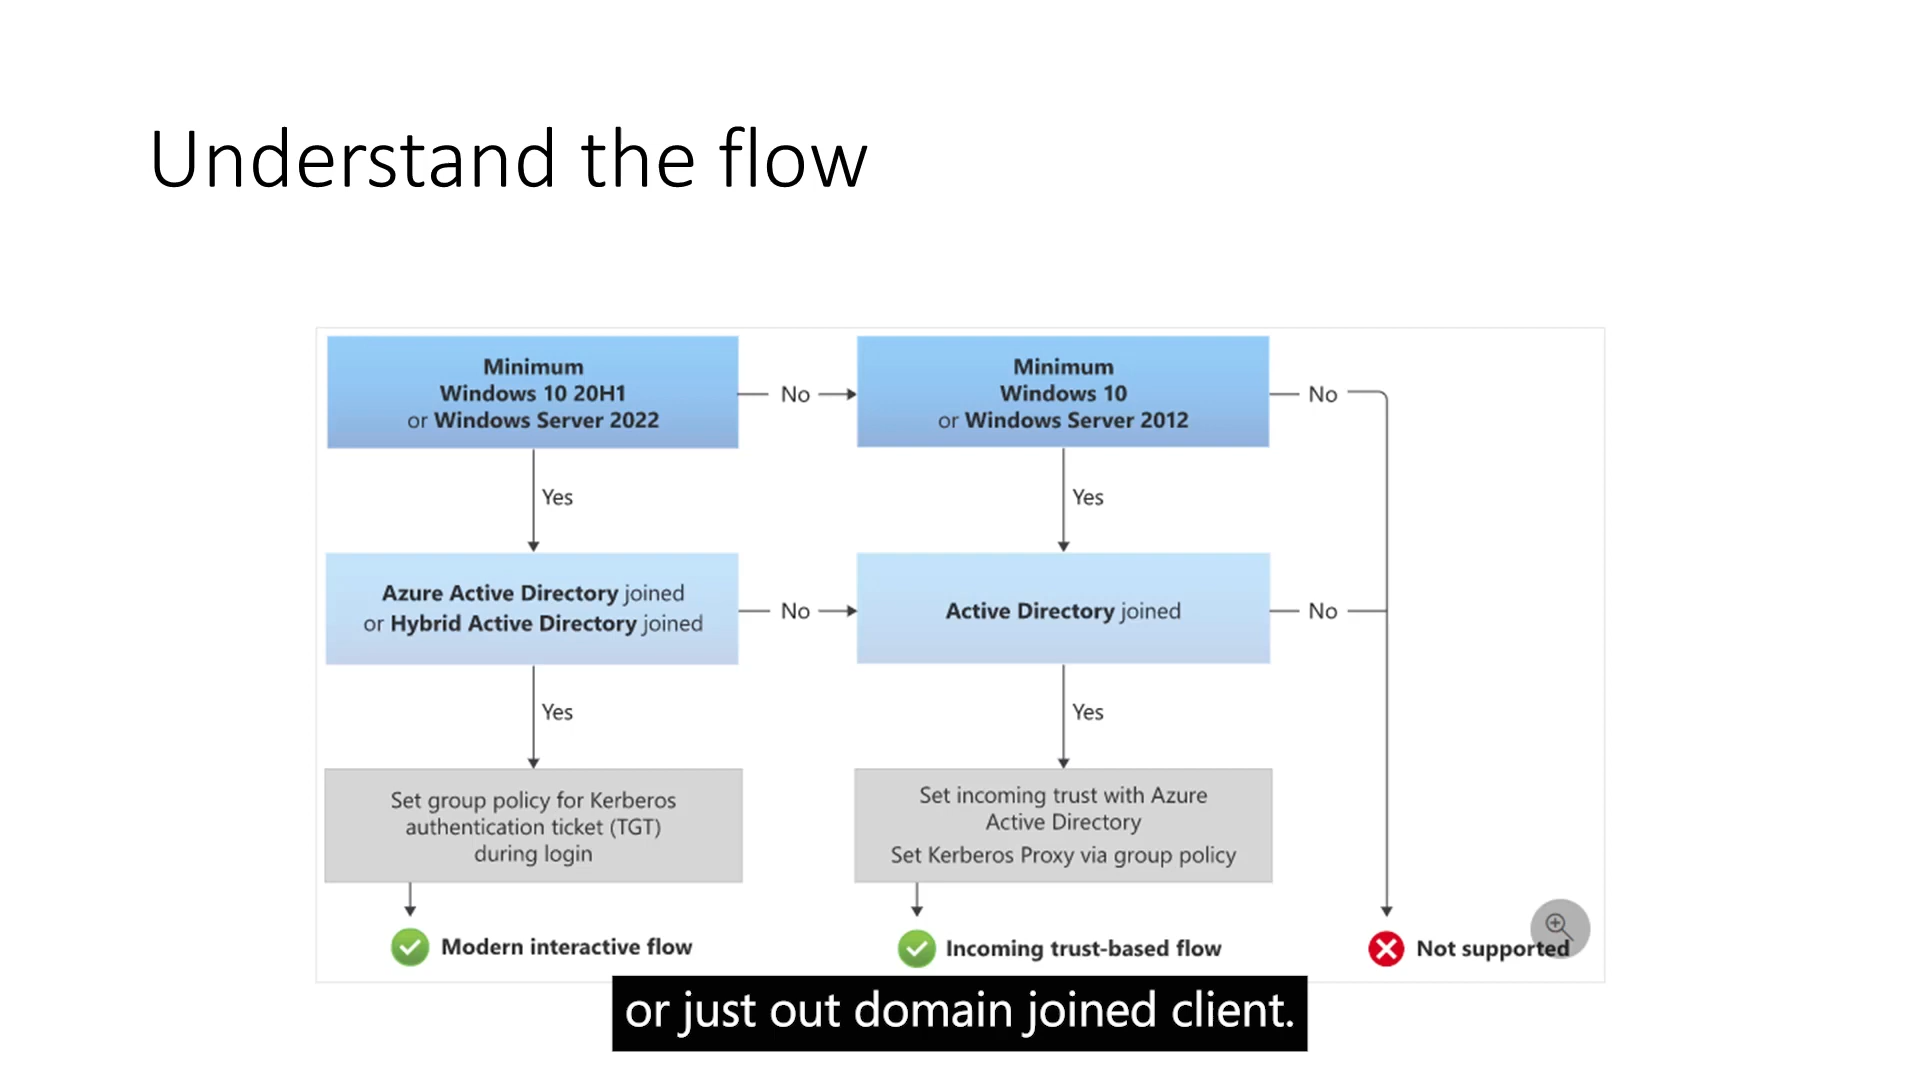 Understand the flow
Minimum
Windows 10 20H1
or Windows Server 2022
No
Minimum
Windows 10
or Windows Server 2012
No
Yes
Yes
Azure Active Directory joined
or Hybrid Active Directory joined
No
Active Directory joined
No
Yes
Yes
Set group policy for Kerberos
authentication ticket (TGT)
during login
Set incoming trust with Azure
Active Directory
Set Kerberos Proxy via group policy
Modern interactive flow
Incoming trust-based flow
Not supported
or just out domain joined client.